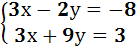 3x − 2y = −8
3x + 9y = 3